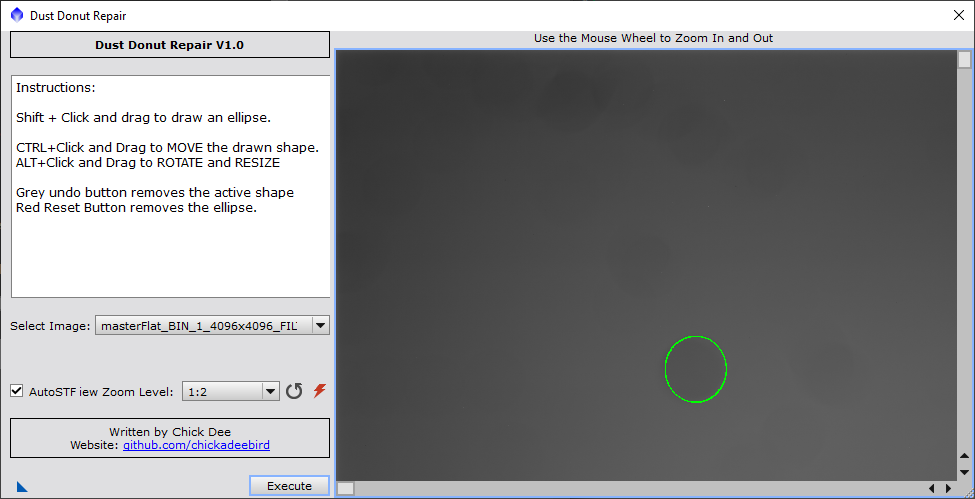 Dust Donut Repair
Dust Donut Repair V1.0
Use the Mouse Wheel to Zoom In and Out
Instructions:
Shift + Click and drag to draw an ellipse.
CTRL+Click and Drag to MOVE the drawn shape.
ALT+Click and Drag to ROTATE and RESIZE
Grey undo button removes the active shape
Red Reset Button removes the ellipse.
Select Image: masterFlat_BIN_1_4096x4096_FIL
AutoSTF iew Zoom Level: 1:2
Written by Chick Dee
Website: github.com/chickadeebird
Execute